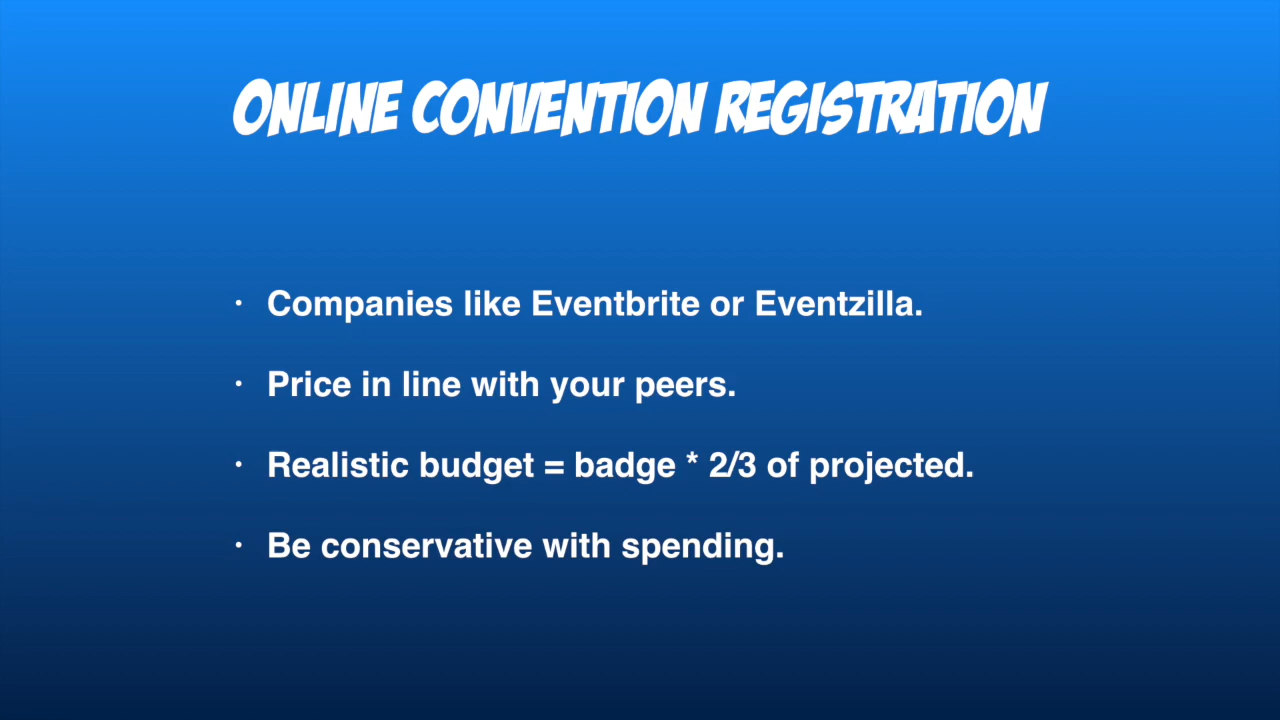 ONLINE CONVENTION REGISTRATION
• Companies like Eventbrite or Eventzilla.
• Price in line with your peers.
• Realistic budget = badge * 2/3 of projected.
• Be conservative with spending.